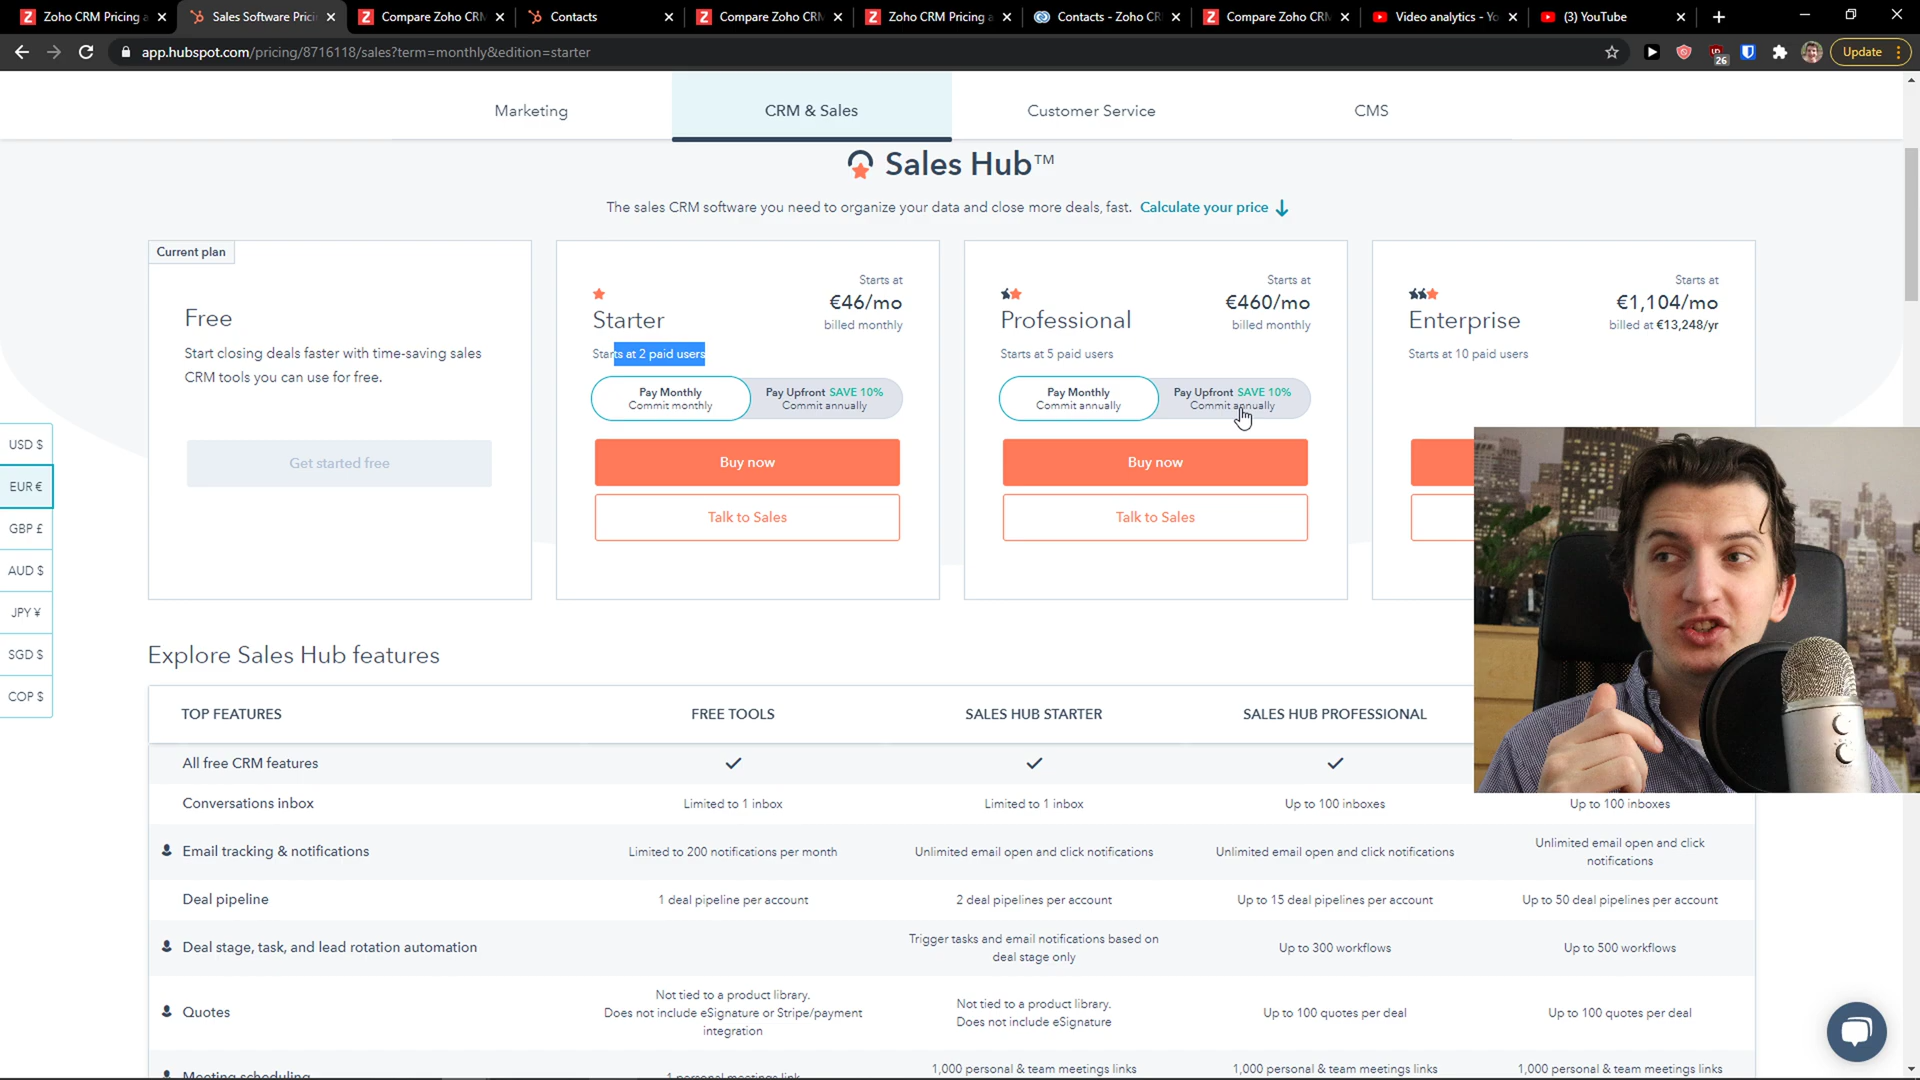 Zoho CRM Pricing a
Sales Software Prici
Compare Zoho CRM
Contacts
Compare Zoho CRM
Zoho CRM Pricing a
Contacts - Zoho CR
Compare Zoho CRM
Video analytics - Yo
(3) YouTube
app.hubspot.com/pricing/8716118/sales?term=monthly&edition=starter
26
Update
Marketing
CRM & Sales
Customer Service
CMS
Sales Hub™
The sales CRM software you need to organize your data and close more deals, fast. Calculate your price
Current plan
Free
Start closing deals faster with time-saving sales
CRM tools you can use for free.
Get started free
Starts at
€46/mo
Starter
billed monthly
Starts at 2 paid users
Pay Monthly
Commit monthly
Pay Upfront SAVE 10%
Commit annually
Buy now
Talk to Sales
Starts at
€460/mo
Professional
billed monthly
Starts at 5 paid users
Pay Monthly
Commit annually
Pay Upfront SAVE 10%
Commit annually
Buy now
Talk to Sales
Starts at
€1,104/mo
Enterprise
billed at €13,248/yr
Starts at 10 paid users
USD $
EUR €
GBP £
AUD $
JPY ¥
SGD $
COP $
Explore Sales Hub features
TOP FEATURES
FREE TOOLS
SALES HUB STARTER
SALES HUB PROFESSIONAL
All free CRM features
Conversations inbox
Limited to 1 inbox
Limited to 1 inbox
Up to 100 inboxes
Up to 100 inboxes
Email tracking & notifications
Limited to 200 notifications per month
Unlimited email open and click notifications
Unlimited email open and click notifications
Unlimited email open and click
notifications
Deal pipeline
1 deal pipeline per account
2 deal pipelines per account
Up to 15 deal pipelines per account
Up to 50 deal pipelines per account
Deal stage, task, and lead rotation automation
Trigger tasks and email notifications based on
deal stage only
Up to 300 workflows
Up to 500 workflows
Quotes
Not tied to a product library.
Does not include eSignature or Stripe/payment
integration
Not tied to a product library.
Does not include eSignature
Up to 100 quotes per deal
Up to 100 quotes per deal
Meeting scheduling
1 personal meetings link
1,000 personal & team meetings links
1,000 personal & team meetings links
1,000 personal & team meetings links